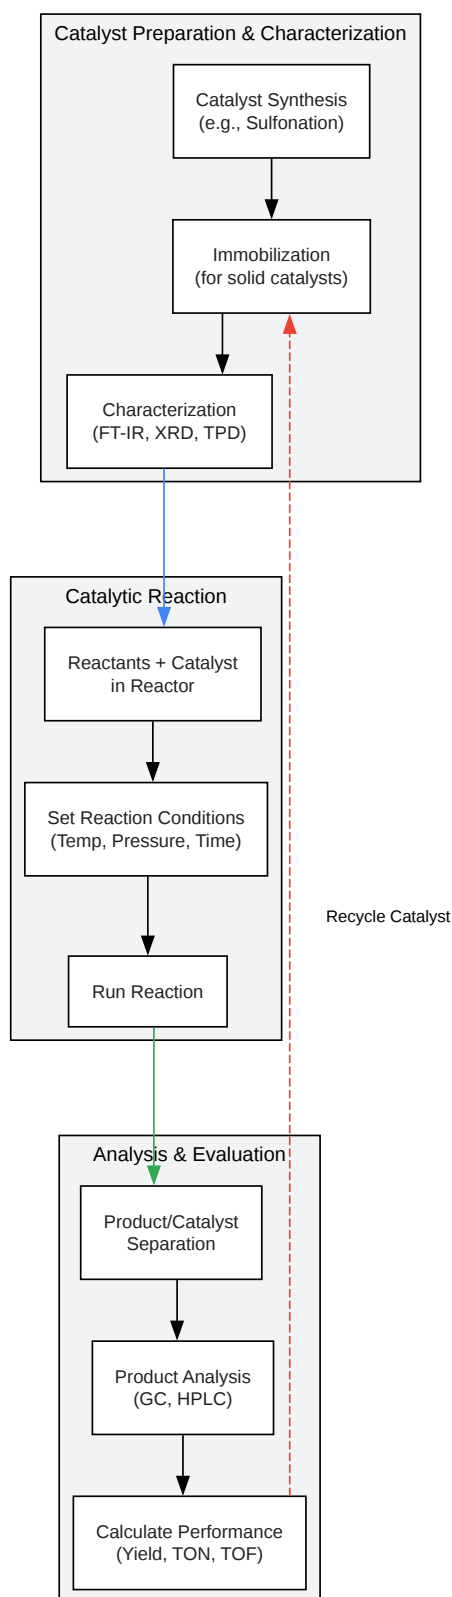 Catalyst Preparation & Characterization
Catalyst Synthesis
(e.g., Sulfonation)
Immobilization
(for solid catalysts)
Characterization
(FT-IR, XRD, TPD)
Catalytic Reaction
Reactants + Catalyst
in Reactor
Set Reaction Conditions
(Temp, Pressure, Time)
Recycle Catalyst
Run Reaction
Analysis & Evaluation
Product/Catalyst
Separation
Product Analysis
(GC, HPLC)
Calculate Performance
(Yield, TON, TOF)